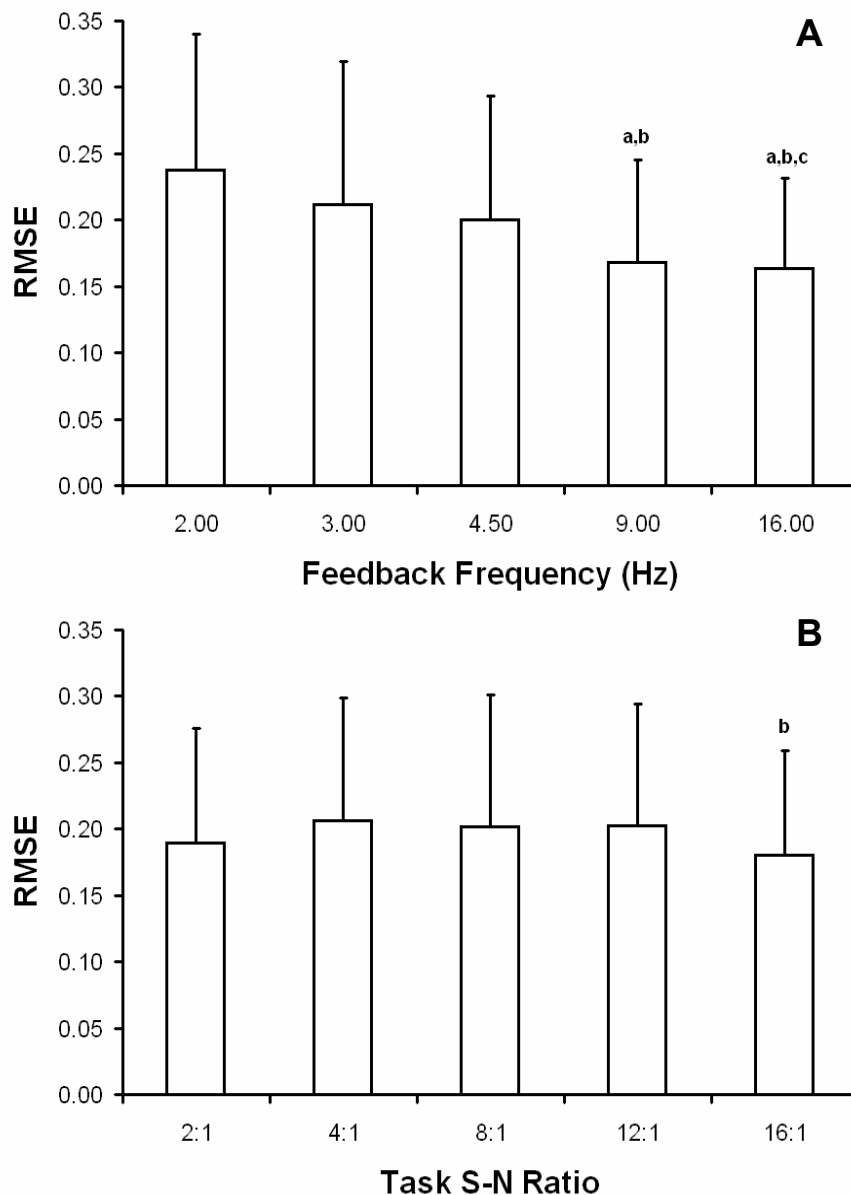 A
0.35
0.30
0.25
0.20
0.15
0.10
0.05
0.00
RMSE
a,b
a,b,c
2.00 3.00 4.50 9.00 16.00
Feedback Frequency (Hz)
B
0.35
0.30
0.25
0.20
0.15
0.10
0.05
0.00
RMSE
b
2:1 4:1 8:1 12:1 16:1
Task S-N Ratio